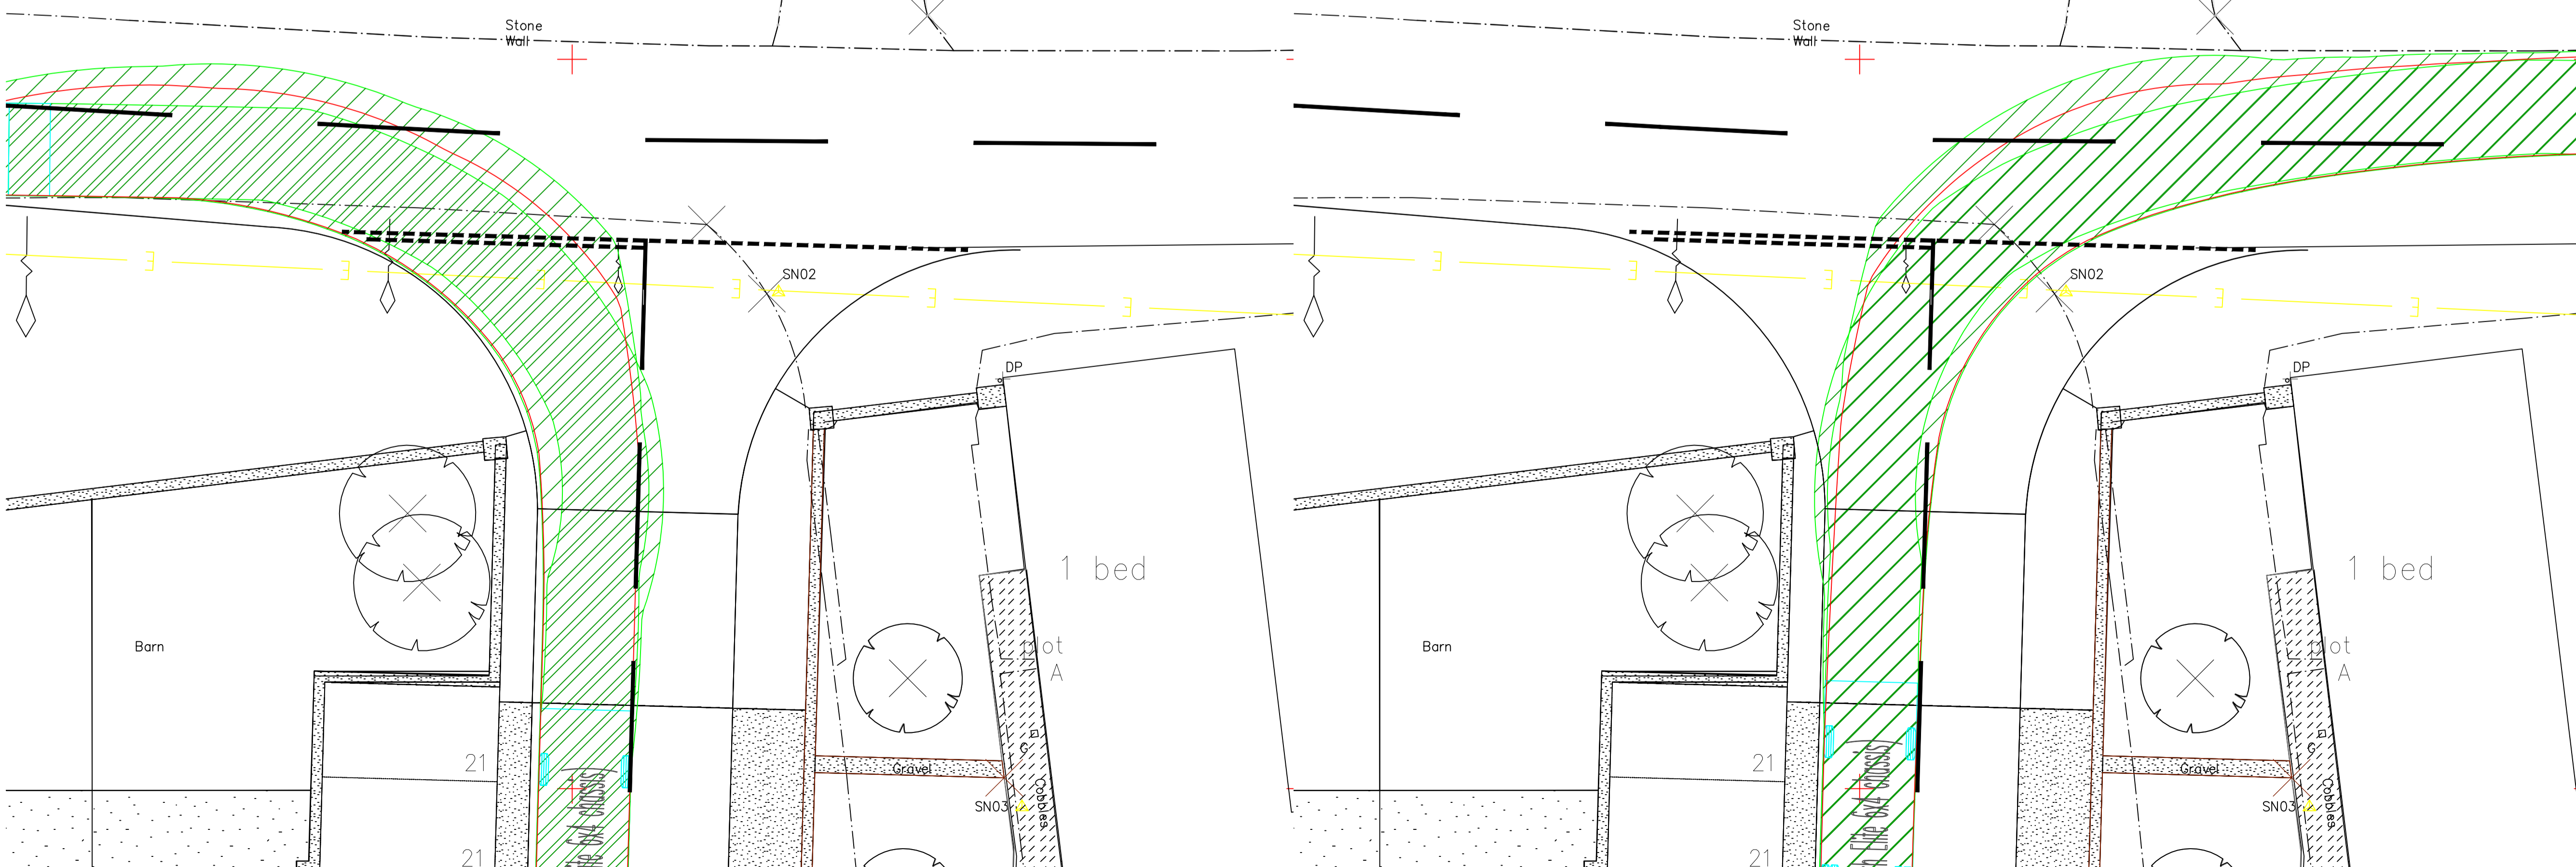 Stone
Wall
SN02
DP
1 bed
Barn
plot
A
21
G
Gravel
SN03
Cobbles
6x4 chassis)
21
Stone
Wall
SN02
DP
1 bed
Barn
plot
A
21
G
Gravel
SN03
Cobbles
Elite 6x4 chassis)
21